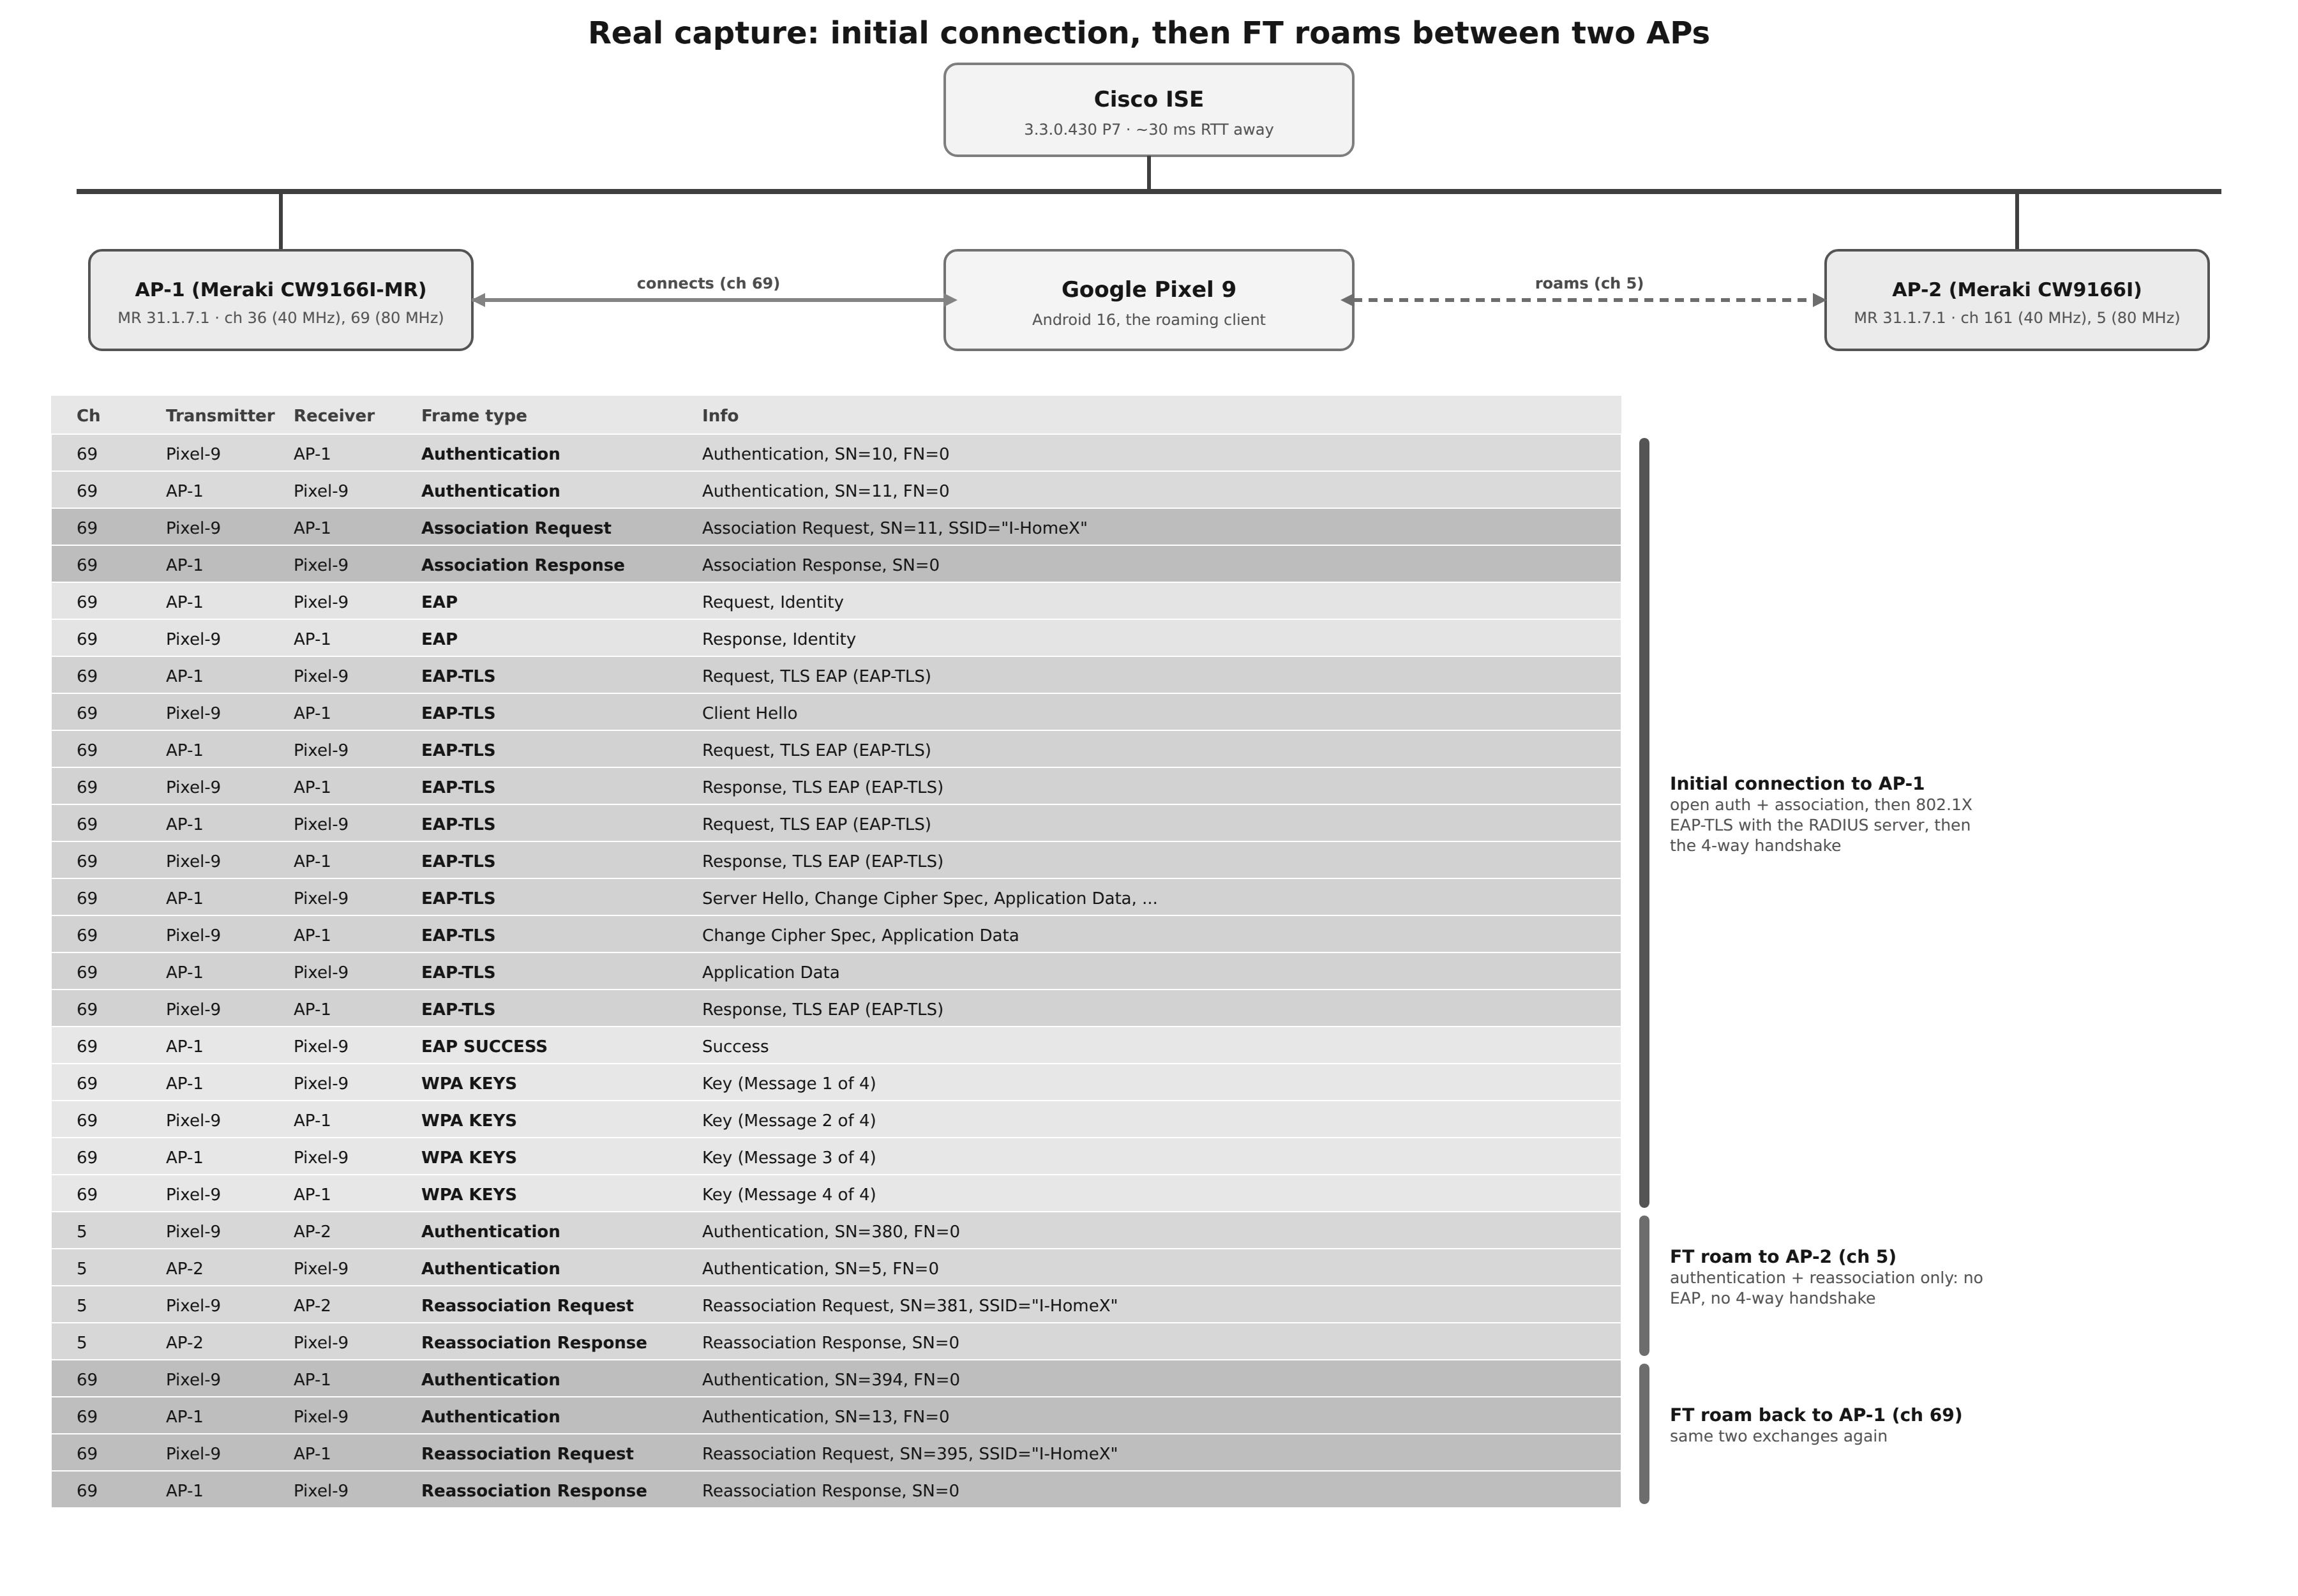 Real capture: initial connection, then FT roams between two APs
Cisco ISE
3.3.0.430 P7 · ~30 ms RTT away
AP-1 (Meraki CW9166I-MR)
MR 31.1.7.1 · ch 36 (40 MHz), 69 (80 MHz)
connects (ch 69)
Google Pixel 9
Android 16, the roaming client
roams (ch 5)
AP-2 (Meraki CW9166I)
MR 31.1.7.1 · ch 161 (40 MHz), 5 (80 MHz)
Ch Transmitter Receiver Frame type Info
69 Pixel-9 AP-1 Authentication Authentication, SN=10, FN=0
69 AP-1 Pixel-9 Authentication Authentication, SN=11, FN=0
69 Pixel-9 AP-1 Association Request Association Request, SN=11, SSID="I-HomeX"
69 AP-1 Pixel-9 Association Response Association Response, SN=0
69 AP-1 Pixel-9 EAP Request, Identity
69 Pixel-9 AP-1 EAP Response, Identity
69 AP-1 Pixel-9 EAP-TLS Request, TLS EAP (EAP-TLS)
69 Pixel-9 AP-1 EAP-TLS Client Hello
69 AP-1 Pixel-9 EAP-TLS Request, TLS EAP (EAP-TLS)
69 Pixel-9 AP-1 EAP-TLS Response, TLS EAP (EAP-TLS)
69 AP-1 Pixel-9 EAP-TLS Request, TLS EAP (EAP-TLS)
69 Pixel-9 AP-1 EAP-TLS Response, TLS EAP (EAP-TLS)
69 AP-1 Pixel-9 EAP-TLS Server Hello, Change Cipher Spec, Application Data, ...
69 Pixel-9 AP-1 EAP-TLS Change Cipher Spec, Application Data
69 AP-1 Pixel-9 EAP-TLS Application Data
69 Pixel-9 AP-1 EAP-TLS Response, TLS EAP (EAP-TLS)
69 AP-1 Pixel-9 EAP SUCCESS Success
69 AP-1 Pixel-9 WPA KEYS Key (Message 1 of 4)
69 Pixel-9 AP-1 WPA KEYS Key (Message 2 of 4)
69 AP-1 Pixel-9 WPA KEYS Key (Message 3 of 4)
69 Pixel-9 AP-1 WPA KEYS Key (Message 4 of 4)
5 Pixel-9 AP-2 Authentication Authentication, SN=380, FN=0
5 AP-2 Pixel-9 Authentication Authentication, SN=5, FN=0
5 Pixel-9 AP-2 Reassociation Request Reassociation Request, SN=381, SSID="I-HomeX"
5 AP-2 Pixel-9 Reassociation Response Reassociation Response, SN=0
69 Pixel-9 AP-1 Authentication Authentication, SN=394, FN=0
69 AP-1 Pixel-9 Authentication Authentication, SN=13, FN=0
69 Pixel-9 AP-1 Reassociation Request Reassociation Request, SN=395, SSID="I-HomeX"
69 AP-1 Pixel-9 Reassociation Response Reassociation Response, SN=0
Initial connection to AP-1
open auth + association, then 802.1X
EAP-TLS with the RADIUS server, then
the 4-way handshake
FT roam to AP-2 (ch 5)
authentication + reassociation only: no
EAP, no 4-way handshake
FT roam back to AP-1 (ch 69)
same two exchanges again